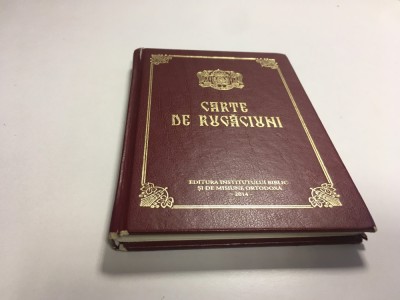 CARTE
DE RUGĂCIUNI
EDITURA INSTITUTULUI BIBLIC
ȘI DE MISIUNE ORTODOXĂ
– 2014 –